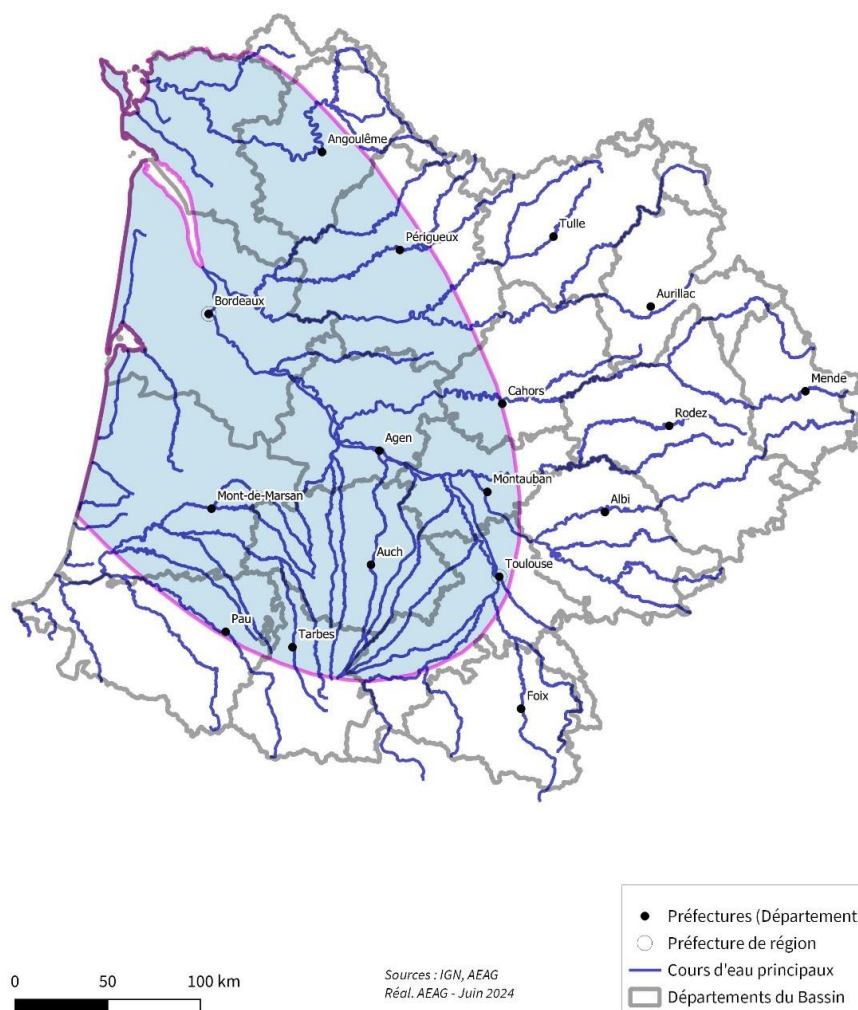 Angoulême
Périgueux
Tulle
Bordeaux
Aurillac
Cahors
Mende
Rodez
Agen
Montauban
Mont-de-Marsan
Albi
Auch
Toulouse
Pau
Tarbes
Foix
Préfectures (Département
Préfecture de région
Cours d'eau principaux
Départements du Bassin
0 50 100 km
Sources : IGN, AEAG
Réal. AEAG - Juin 2024